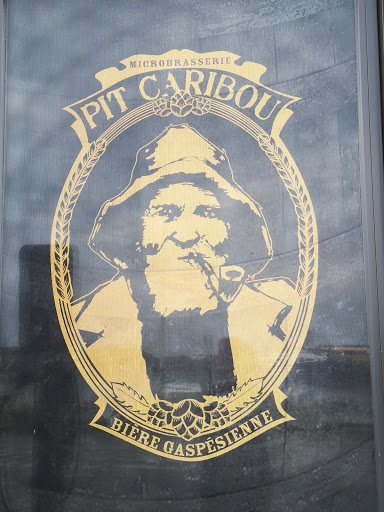 MICROBRASSERIE
PIT CARIBOU
BIÈRE GASPÉSIENNE